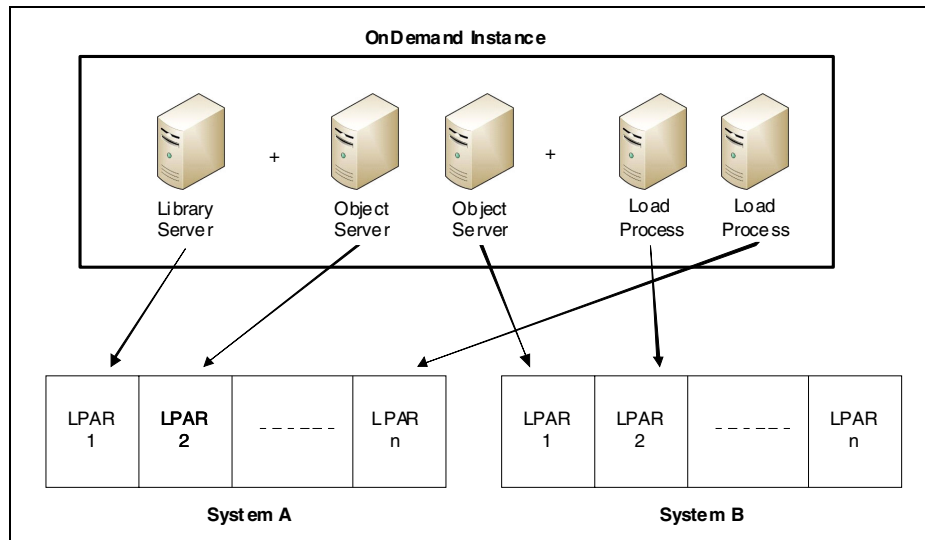 OnDemand Instance
+
+
Library
Server
Object
Server
Object
Server
Load
Process
Load
Process
LPAR
1
LPAR
2
------
LPAR
n
LPAR
1
LPAR
2
------
LPAR
n
System A
System B